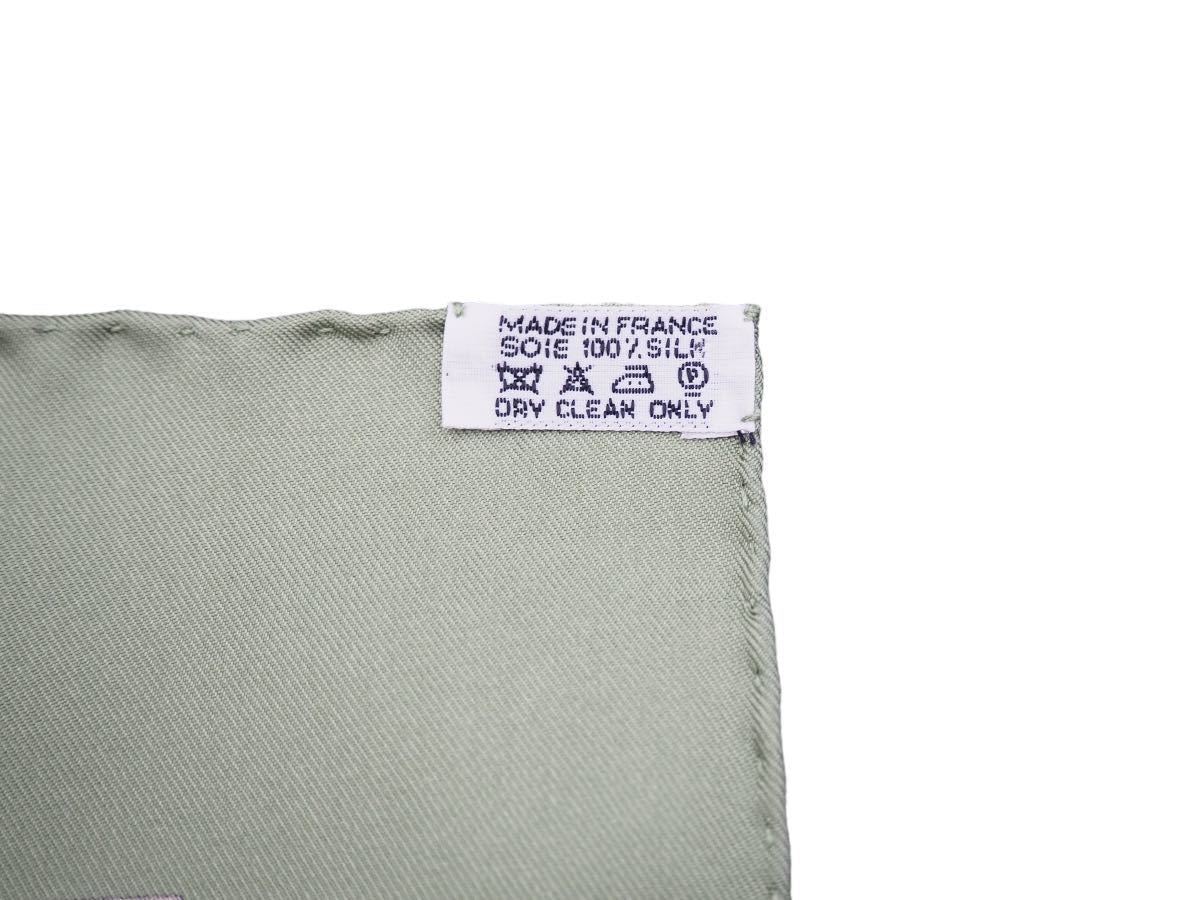 MADE IN FRANCE
SOIE 100% SILK
P
DRY CLEAN ONLY